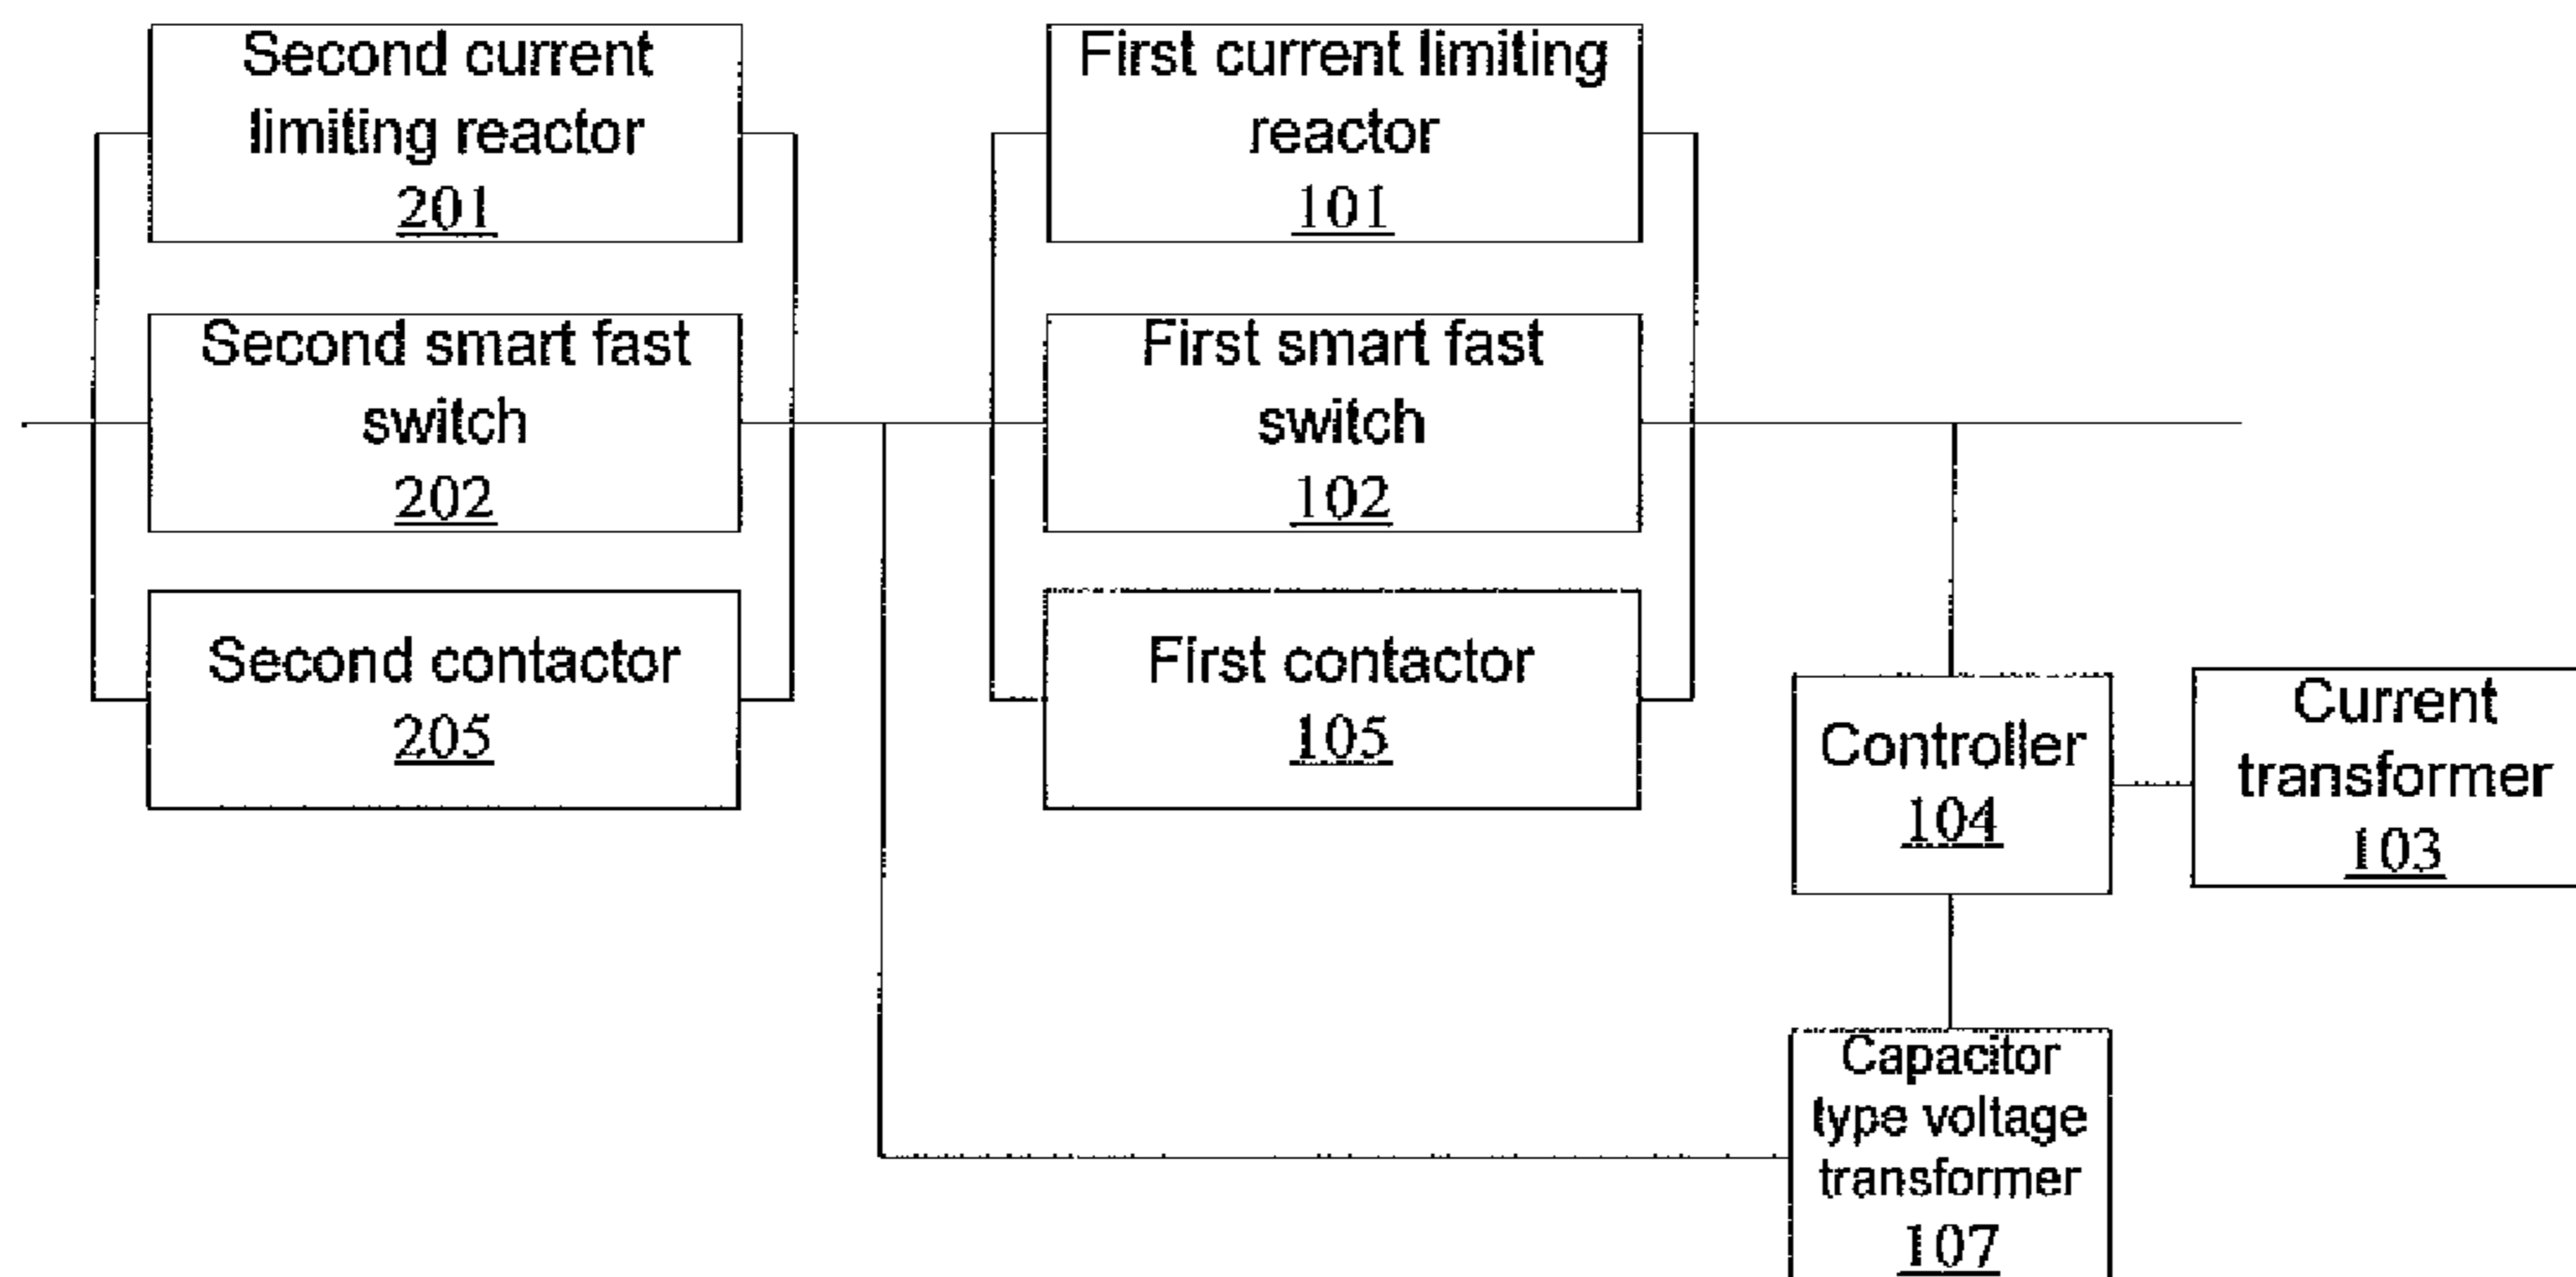 Second current
limiting reactor
201
First current limiting
reactor
101
Second smart fast
switch
202
First smart fast
switch
102
Second contactor
205
First contactor
105
Controller
104
Current
transformer
103
Capacitor
type voltage
transformer
107